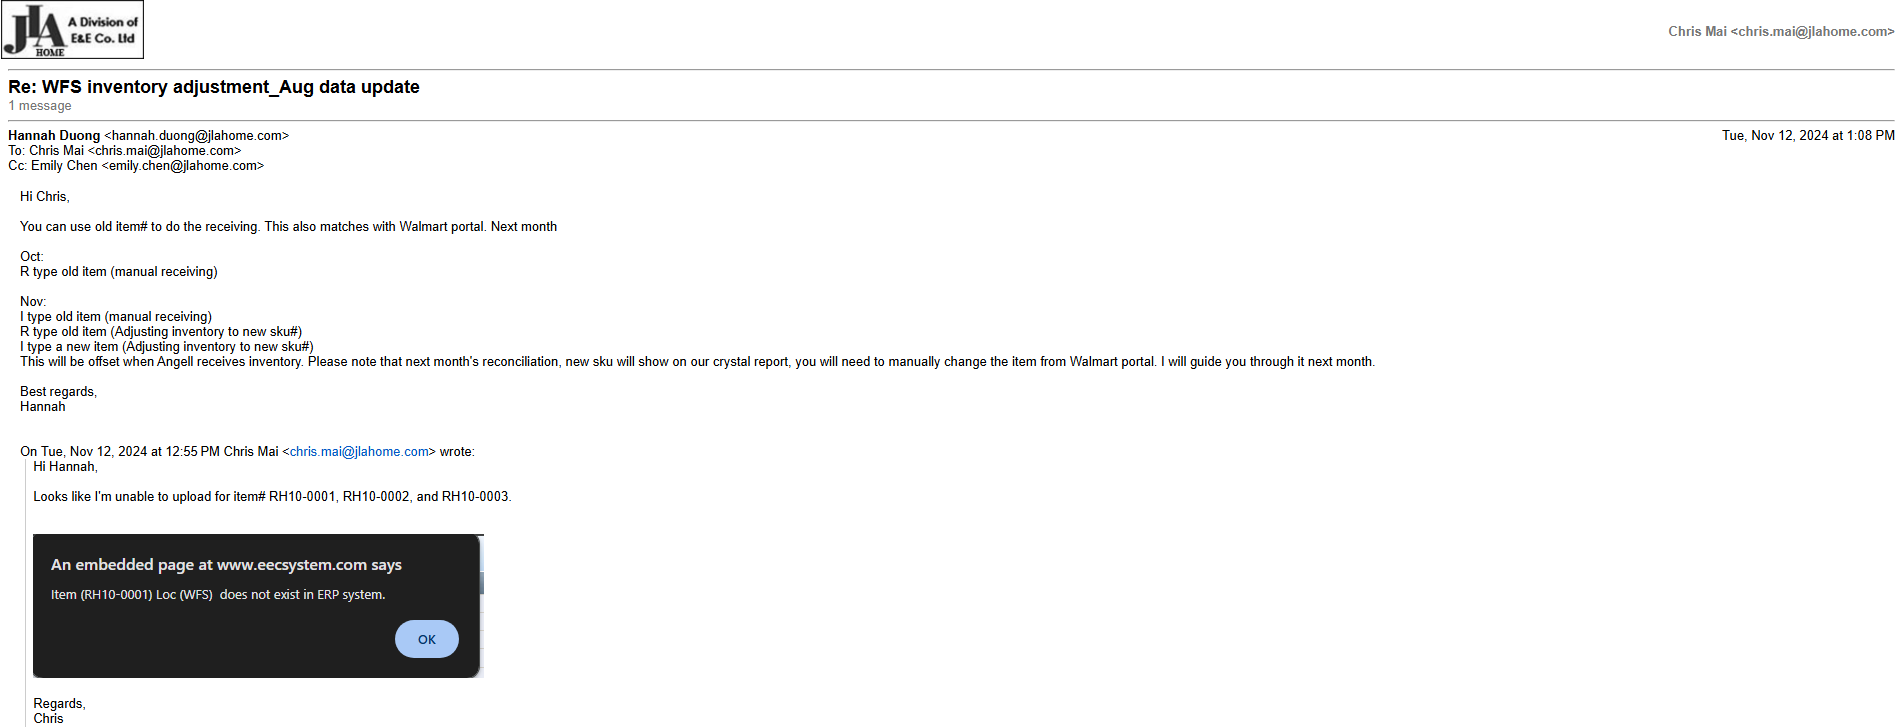 JLA HOME A Division of E&E Co. Ltd
Chris Mai <chris.mai@jlahome.com>
Re: WFS inventory adjustment_Aug data update
1 message
Hannah Duong <hannah.duong@jlahome.com> Tue, Nov 12, 2024 at 1:08 PM
To: Chris Mai <chris.mai@jlahome.com>
Cc: Emily Chen <emily.chen@jlahome.com>
Hi Chris,
You can use old item# to do the receiving. This also matches with Walmart portal. Next month
Oct:
R type old item (manual receiving)
Nov:
I type old item (manual receiving)
R type old item (Adjusting inventory to new sku#)
I type a new item (Adjusting inventory to new sku#)
This will be offset when Angell receives inventory. Please note that next month's reconciliation, new sku will show on our crystal report, you will need to manually change the item from Walmart portal. I will guide you through it next month.
Best regards,
Hannah
On Tue, Nov 12, 2024 at 12:55 PM Chris Mai <chris.mai@jlahome.com> wrote:
Hi Hannah,
Looks like I'm unable to upload for item# RH10-0001, RH10-0002, and RH10-0003.
An embedded page at www.eecsystem.com says
Item (RH10-0001) Loc (WFS) does not exist in ERP system.
OK
Regards,
Chris